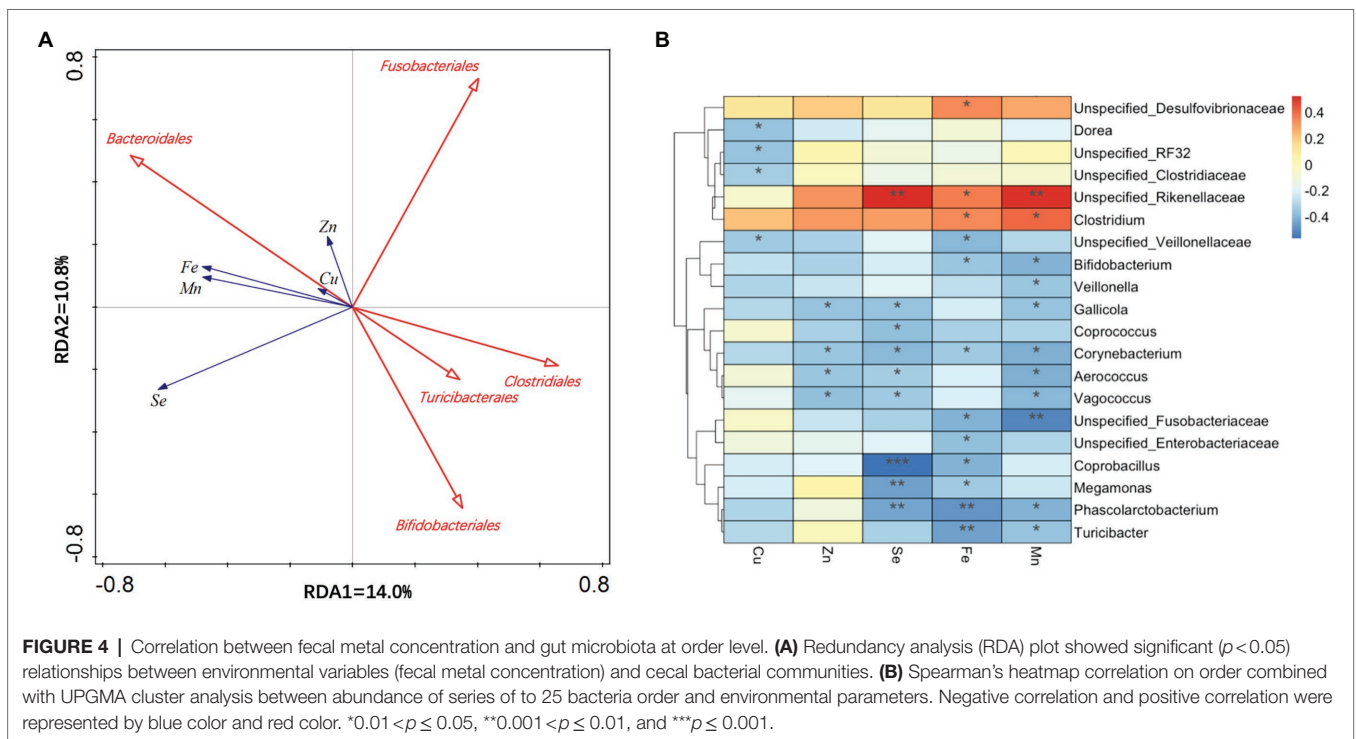 A
0.8
Fusobacteriales
Bacteroidales
Zn
Fe
Cu
Mn
Se
Clostridiales
Turicibacteraies
Bifidobacteriales
RDA2=10.8%
-0.8
-0.8
RDA1=14.0%
0.8
B
* Unspecified_Desulfovibrionaceae
* Dorea
* Unspecified_RF32
* Unspecified_Clostridiaceae
** * ** Unspecified_Rikenellaceae
* * Clostridium
* * Unspecified_Veillonellaceae
* * Bifidobacterium
* Veillonella
* * * Gallicola
* Coprococcus
* * * * Corynebacterium
* * * Aerococcus
* * * Vagococcus
* ** Unspecified_Fusobacteriaceae
* Unspecified_Enterobacteriaceae
*** * Coprobacillus
** * Megamonas
** ** * Phascolarctobacterium
** * Turicibacter
Cu Zn Se Fe Mn
0.4
0.2
0
-0.2
-0.4
FIGURE 4 | Correlation between fecal metal concentration and gut microbiota at order level. (A) Redundancy analysis (RDA) plot showed significant (p<0.05)
relationships between environmental variables (fecal metal concentration) and cecal bacterial communities. (B) Spearman's heatmap correlation on order combined
with UPGMA cluster analysis between abundance of series of to 25 bacteria order and environmental parameters. Negative correlation and positive correlation were
represented by blue color and red color. *0.01<p≤0.05, **0.001<p≤0.01, and ***p≤0.001.